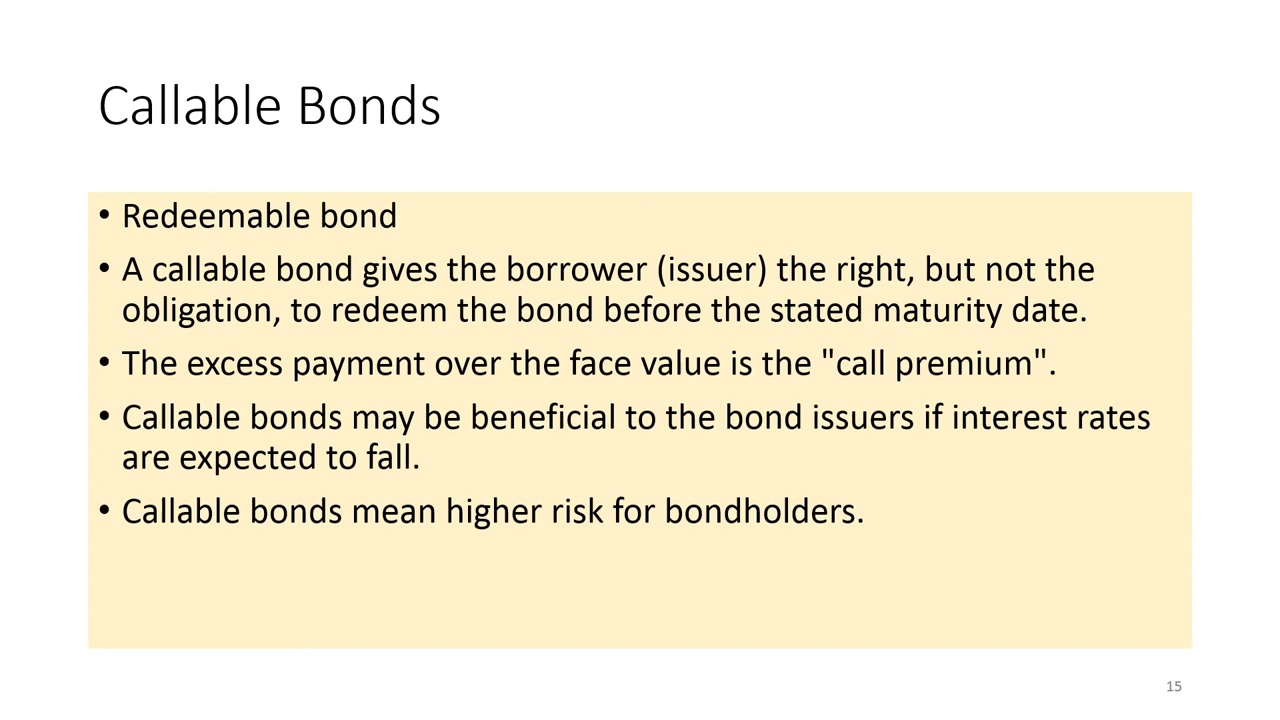 Callable Bonds
• Redeemable bond
• A callable bond gives the borrower (issuer) the right, but not the
obligation, to redeem the bond before the stated maturity date.
• The excess payment over the face value is the "call premium".
• Callable bonds may be beneficial to the bond issuers if interest rates
are expected to fall.
• Callable bonds mean higher risk for bondholders.
15